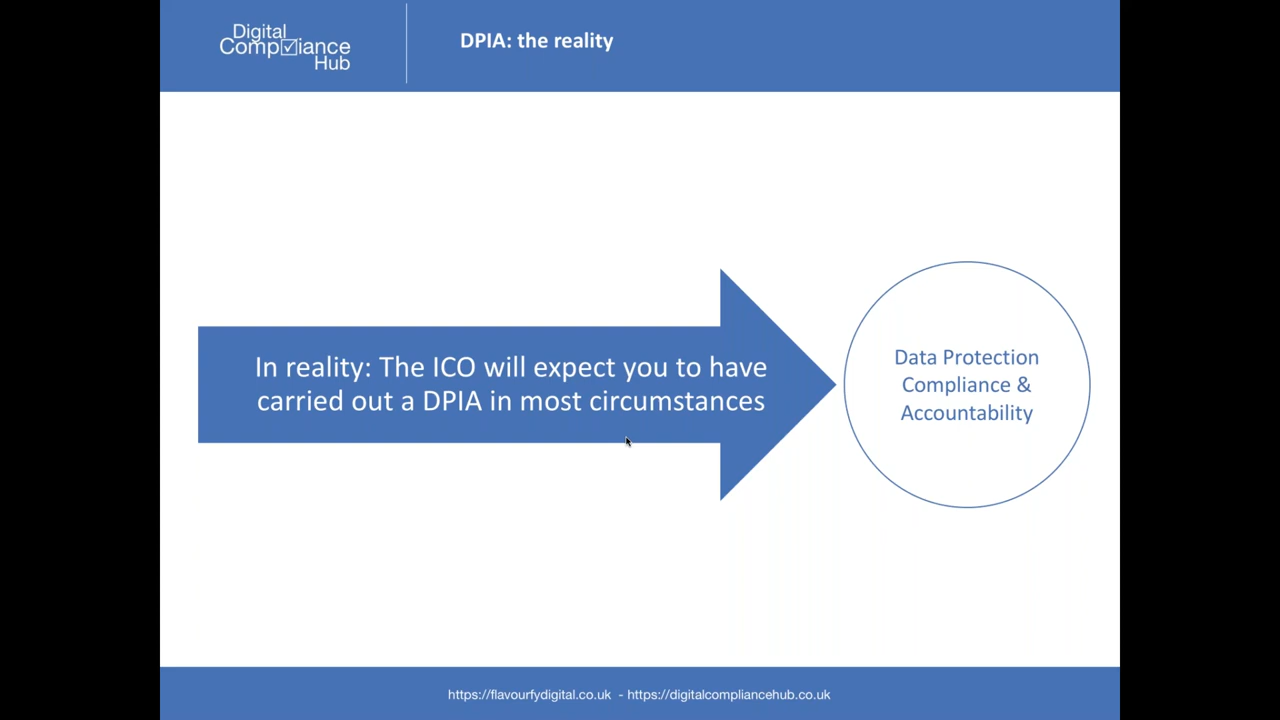 Digital
Compliance
Hub
DPIA: the reality
In reality: The ICO will expect you to have
carried out a DPIA in most circumstances
Data Protection
Compliance &
Accountability
https://flavourfydigital.co.uk - https://digitalcompliancehub.co.uk